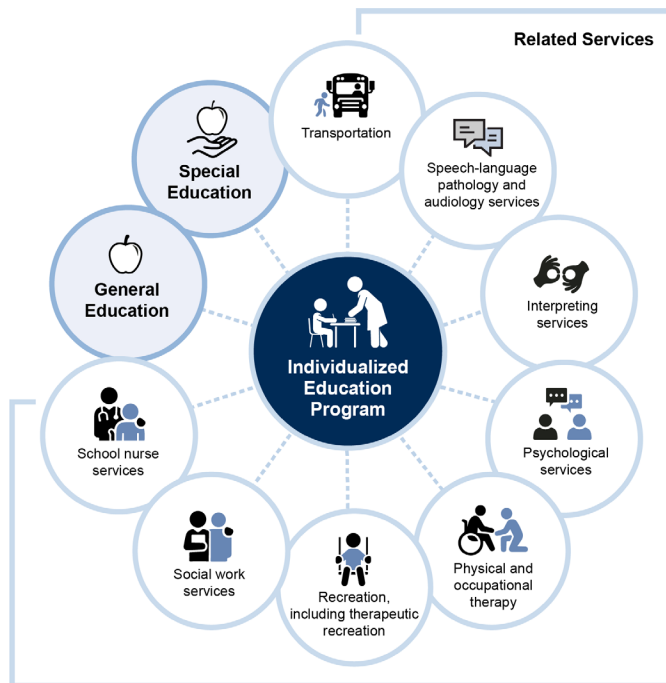 Related Services
Transportation
Speech-language
pathology and
audiology services
Interpreting
services
Psychological
services
Physical and
occupational
therapy
Recreation,
including therapeutic
recreation
Social work
services
School nurse
services
General
Education
Special
Education
Individualized
Education
Program